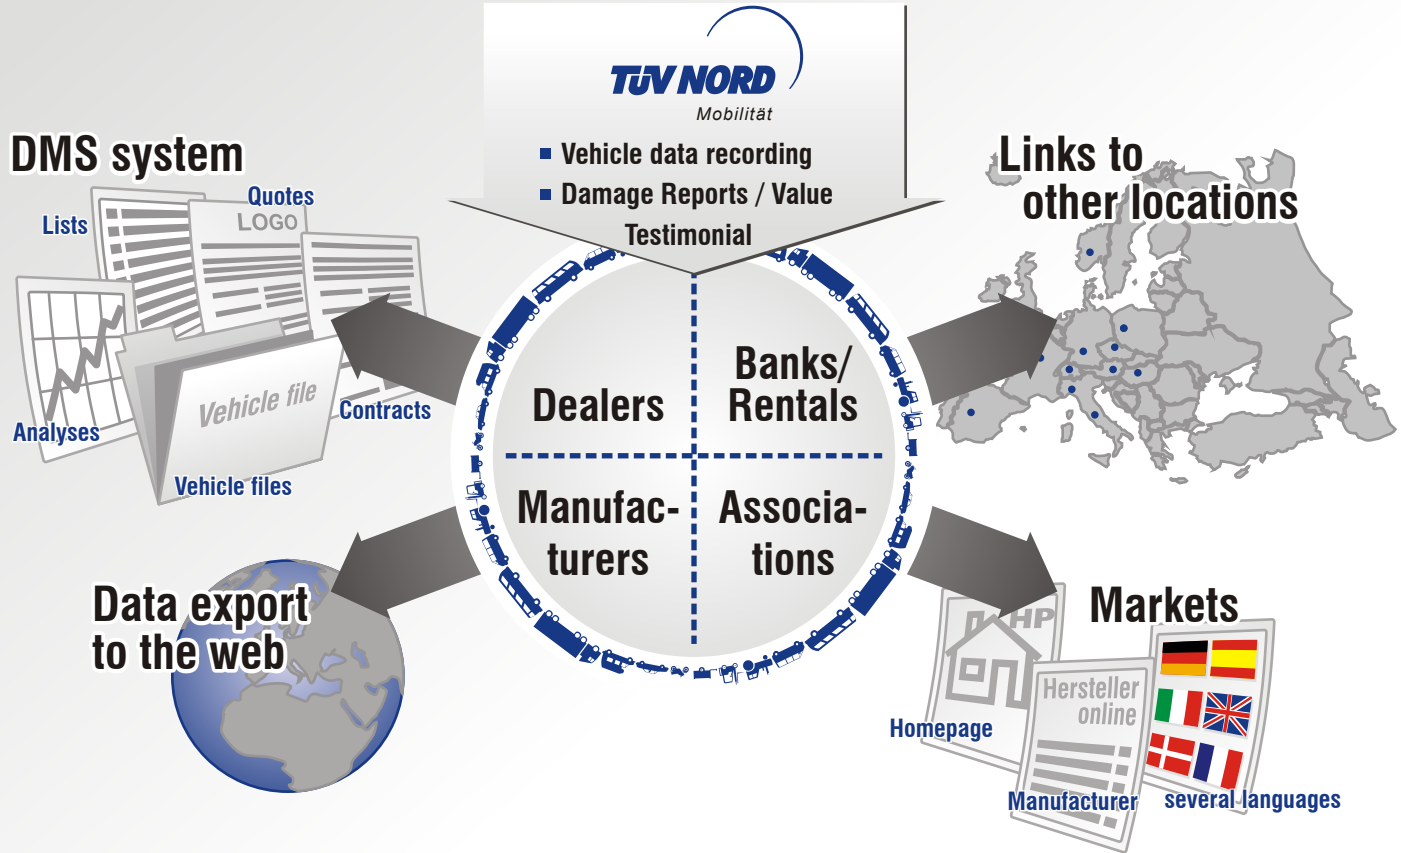 TÜV NORD
Mobilität
Vehicle data recording
Damage Reports / Value
Testimonial
DMS system
Quotes
Lists
LOGO
Vehicle file
Analyses
Contracts
Vehicle files
Links to
other locations
Dealers
Banks/
Rentals
Manufac-
turers
Associa-
tions
Data export
to the web
Markets
HP
Hersteller
online
Homepage
Manufacturer
several languages